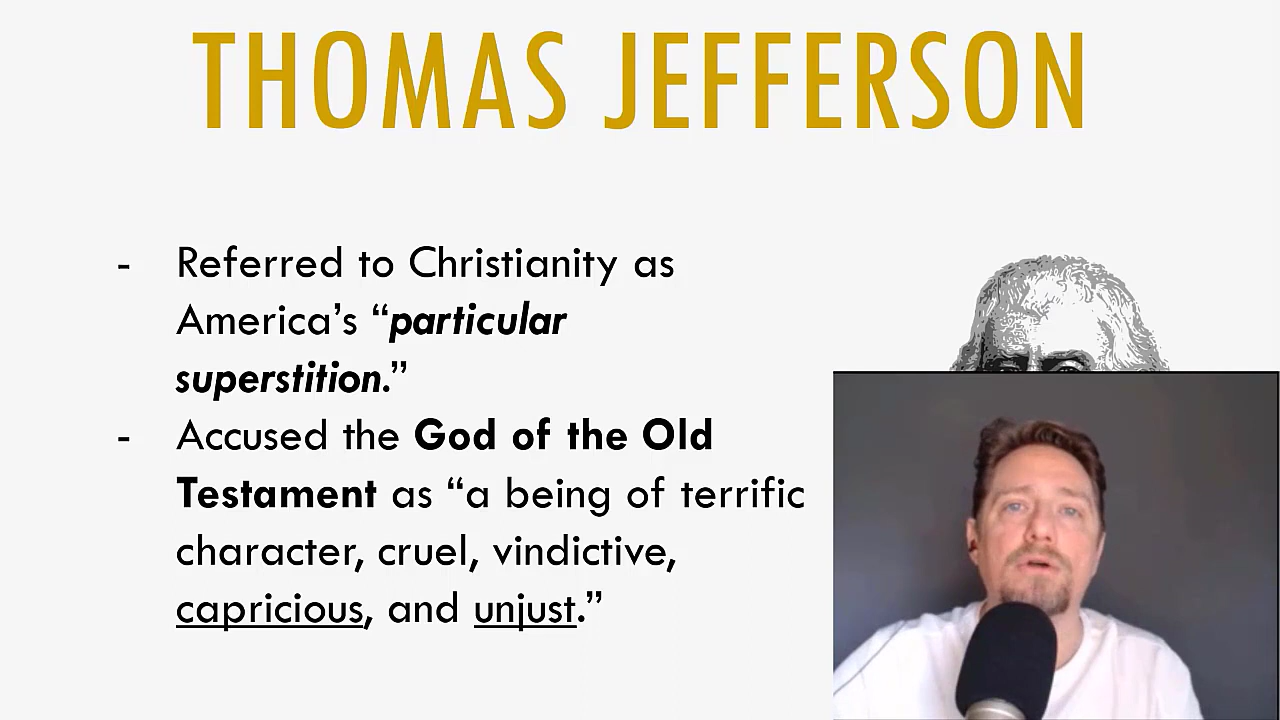 THOMAS JEFFERSON
- Referred to Christianity as
America’s “particular
superstition.”
- Accused the God of the Old
Testament as “a being of terrific
character, cruel, vindictive,
capricious, and unjust.”